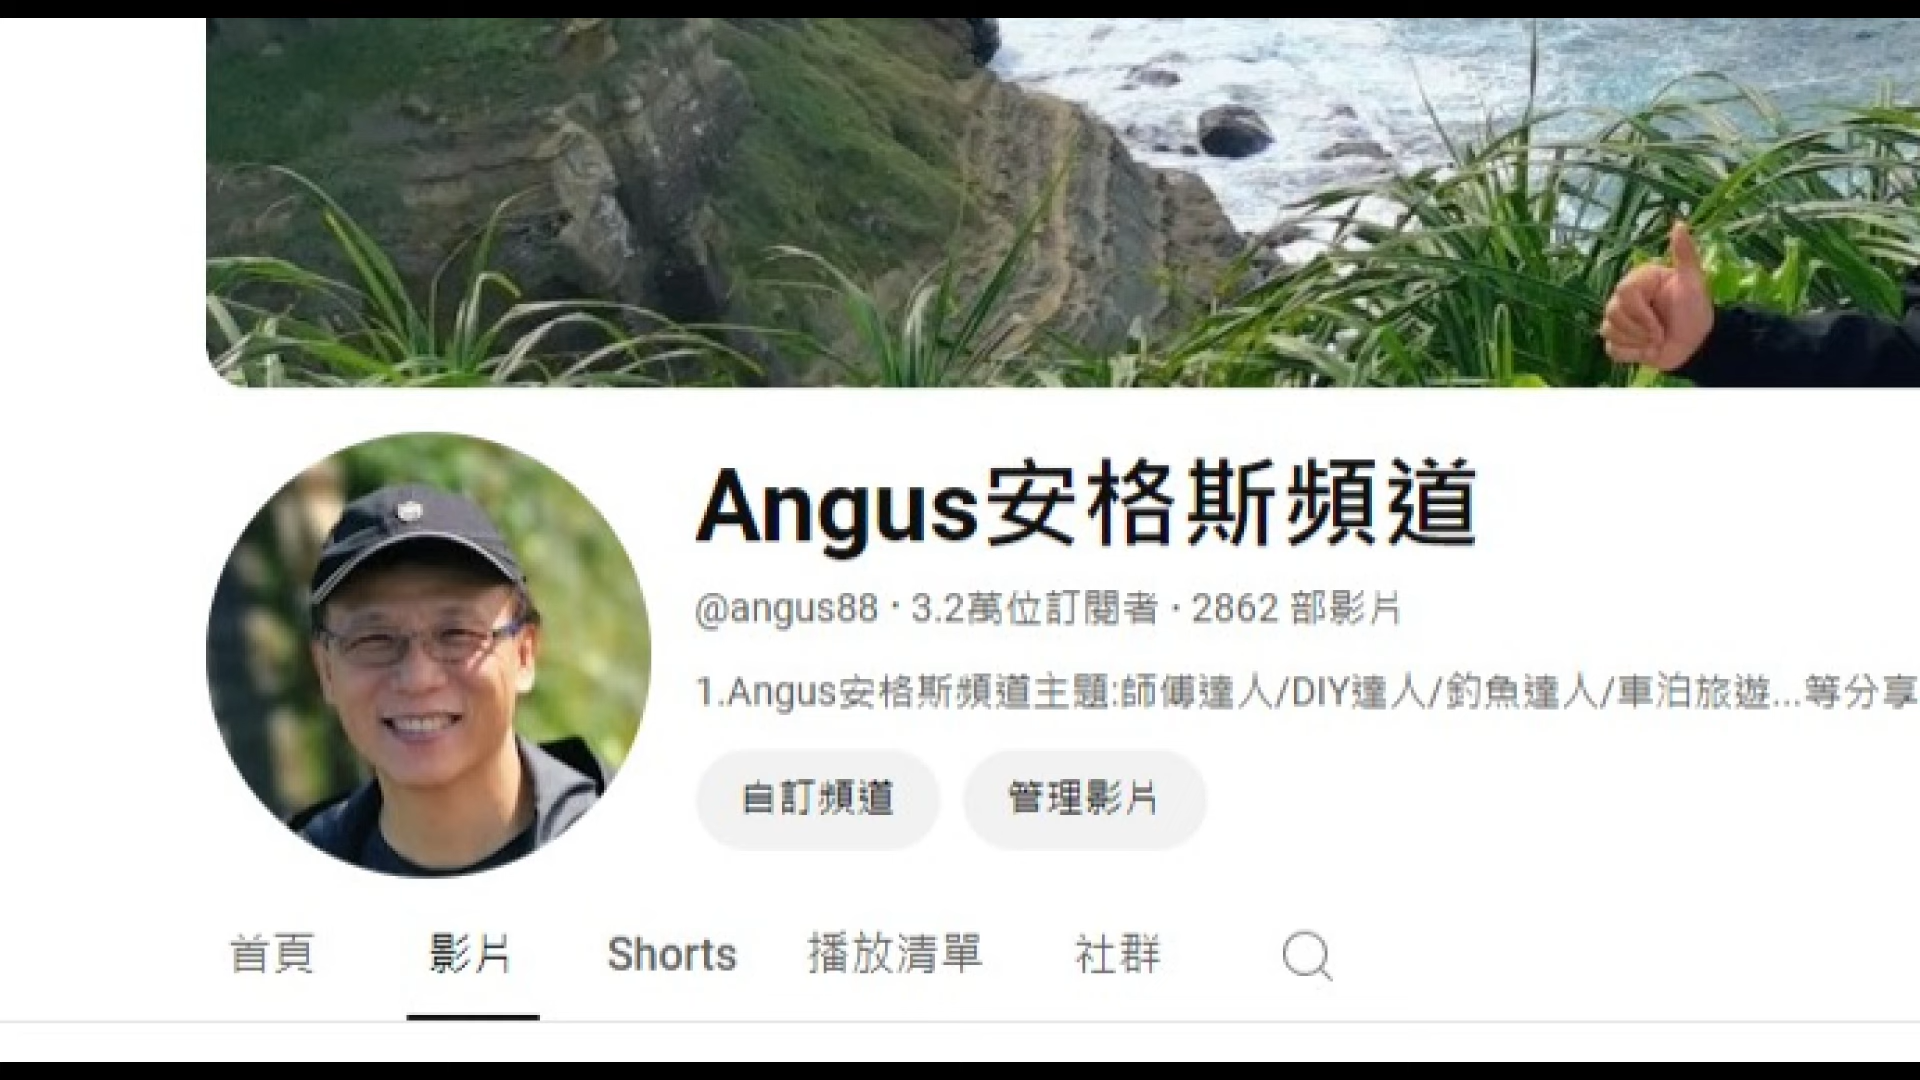 Angus安格斯頻道
@angus88 · 3.2萬位訂閱者 · 2862 部影片
1.Angus安格斯頻道主題:師傅達人/DIY達人/釣魚達人/車泊旅遊...等分享
自訂頻道 管理影片
首頁 影片 Shorts 播放清單 社群